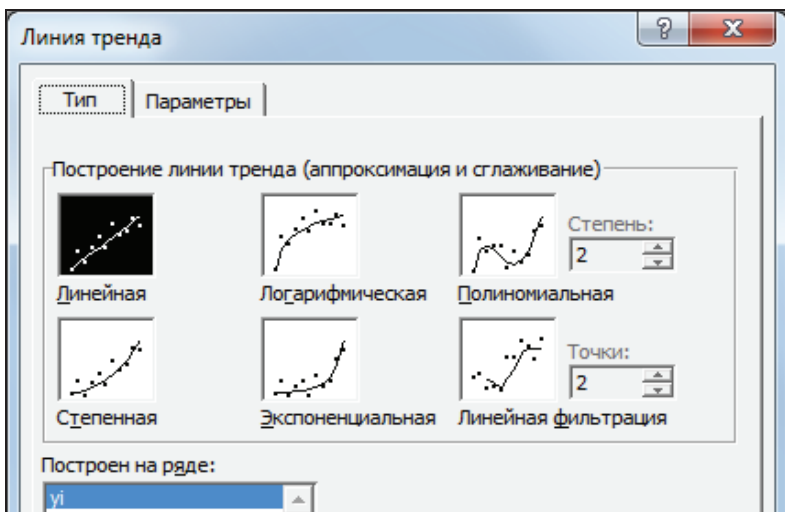 Линия тренда
Тип Параметры
Построение линии тренда (аппроксимация и сглаживание)
Степень:
2
Линейная Логарифмическая Полиномиальная
Точки:
2
Степенная Экспоненциальная Линейная фильтрация
Построен на ряде:
yi